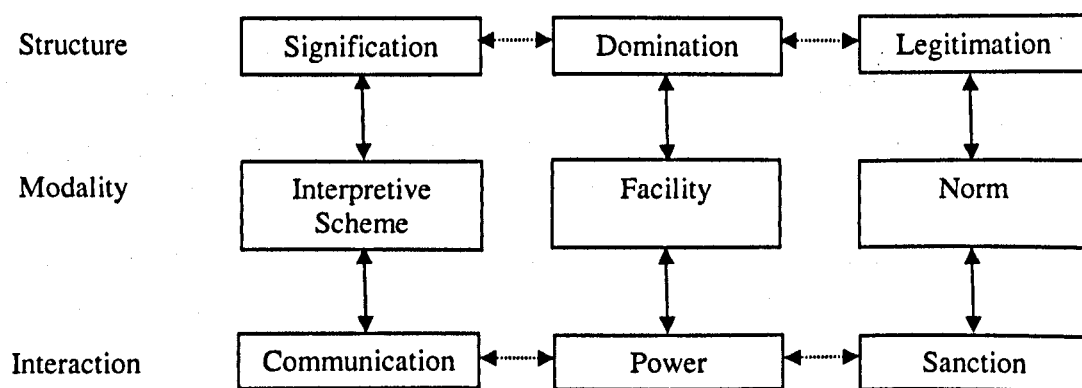 Structure
Signification
Domination
Legitimation
Modality
Interpretive
Scheme
Facility
Norm
Interaction
Communication
Power
Sanction